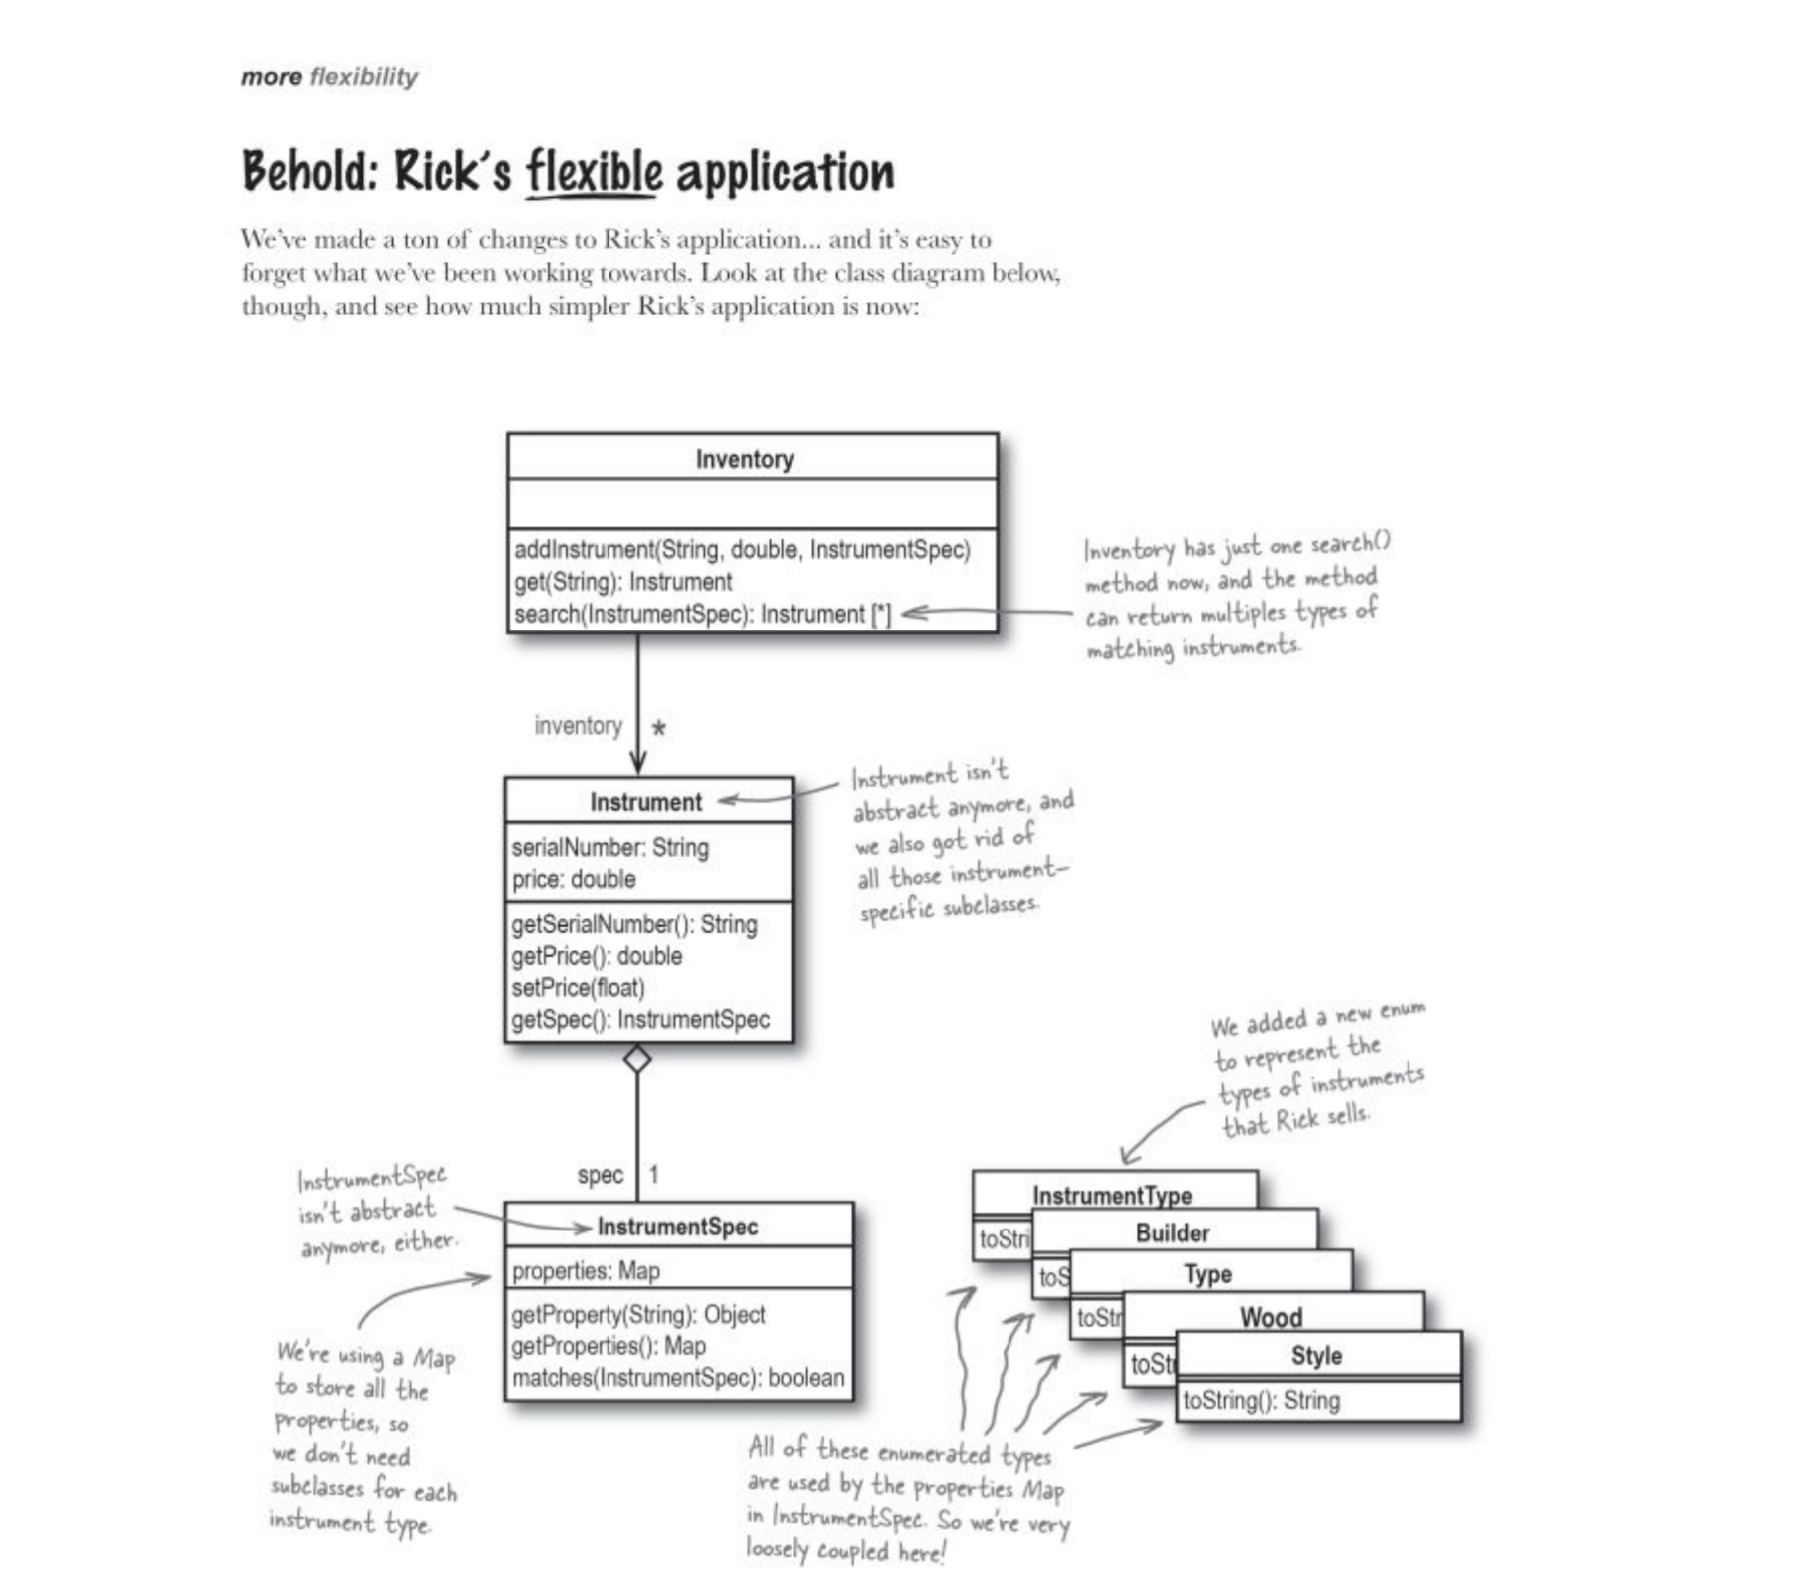 more flexibility
Behold: Rick's flexible application
We've made a ton of changes to Rick's application... and it's easy to
forget what we've been working towards. Look at the class diagram below,
though, and see how much simpler Rick's application is now:
Inventory
addInstrument(String, double, InstrumentSpec)
get(String): Instrument
search(InstrumentSpec): Instrument [*]
Inventory has just one search()
method now, and the method
can return multiples types of
matching instruments.
inventory *
Instrument
serialNumber: String
price: double
getSerialNumber(): String
getPrice(): double
setPrice(float)
getSpec(): InstrumentSpec
Instrument isn't
abstract anymore, and
we also got rid of
all those instrument-
specific subclasses.
spec 1
InstrumentSpec
isn't abstract
anymore, either.
InstrumentSpec
properties: Map
getProperty(String): Object
getProperties(): Map
matches(InstrumentSpec): boolean
We're using a Map
to store all the
properties, so
we don't need
subclasses for each
instrument type.
We added a new enum
to represent the
types of instruments
that Rick sells.
InstrumentType
toStri
Builder
toS
Type
toStr
Wood
toStr
Style
toString(): String
All of these enumerated types
are used by the properties Map
in InstrumentSpec. So we're very
loosely coupled here!